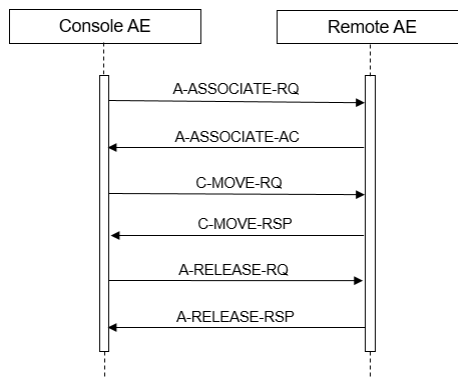 Console AE
Remote AE
A-ASSOCIATE-RQ
A-ASSOCIATE-AC
C-MOVE-RQ
C-MOVE-RSP
A-RELEASE-RQ
A-RELEASE-RSP